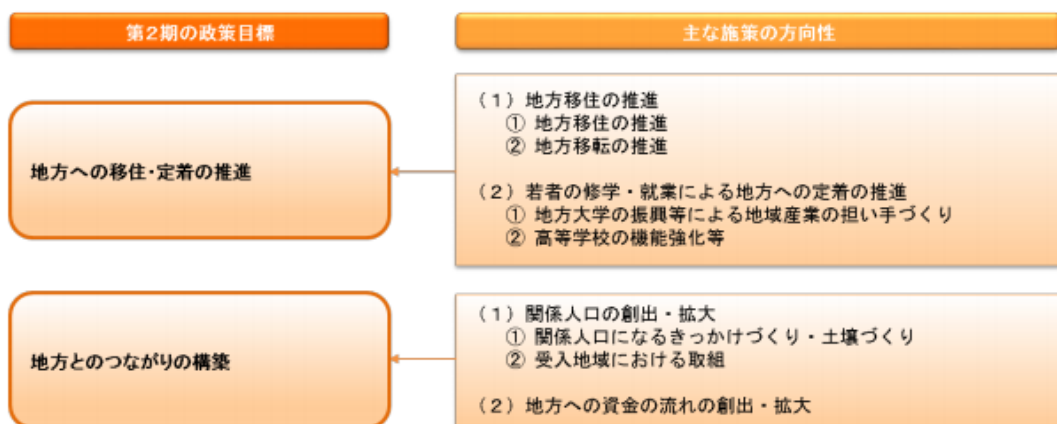 第2期の政策目標
主な施策の方向性
地方への移住・定着の推進
(1)地方移住の推進
① 地方移住の推進
② 地方移転の推進
(2)若者の修学・就業による地方への定着の推進
① 地方大学の振興等による地域産業の担い手づくり
② 高等学校の機能強化等
地方とのつながりの構築
(1)関係人口の創出・拡大
① 関係人口になるきっかけづくり・土壌づくり
② 受入地域における取組
(2)地方への資金の流れの創出・拡大